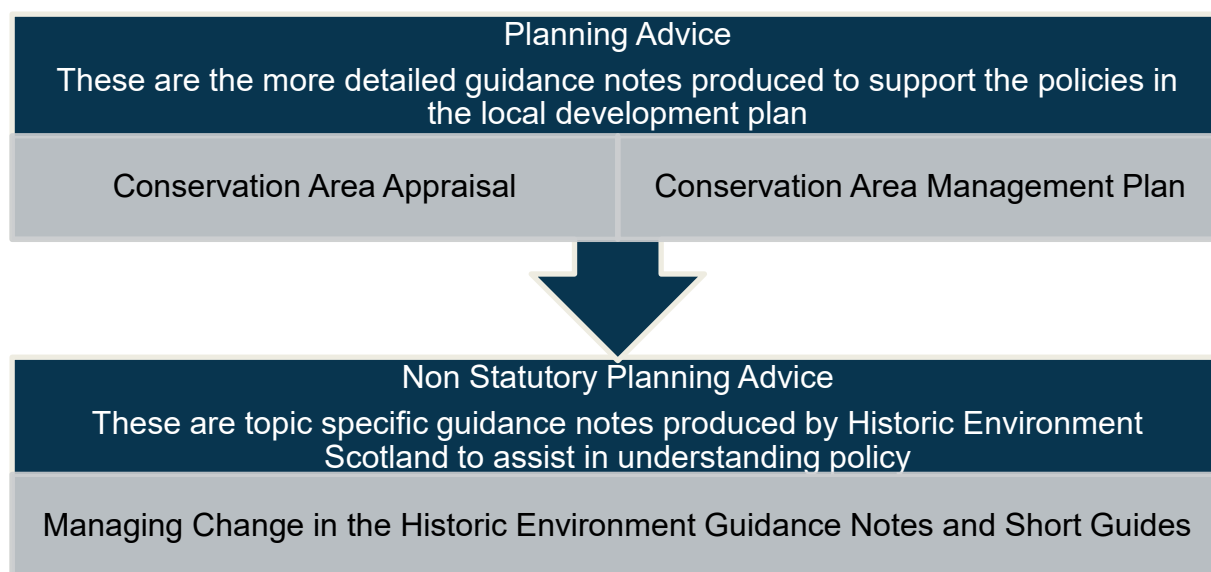 Planning Advice
These are the more detailed guidance notes produced to support the policies in
the local development plan
Conservation Area Appraisal
Conservation Area Management Plan
Non Statutory Planning Advice
These are topic specific guidance notes produced by Historic Environment
Scotland to assist in understanding policy
Managing Change in the Historic Environment Guidance Notes and Short Guides